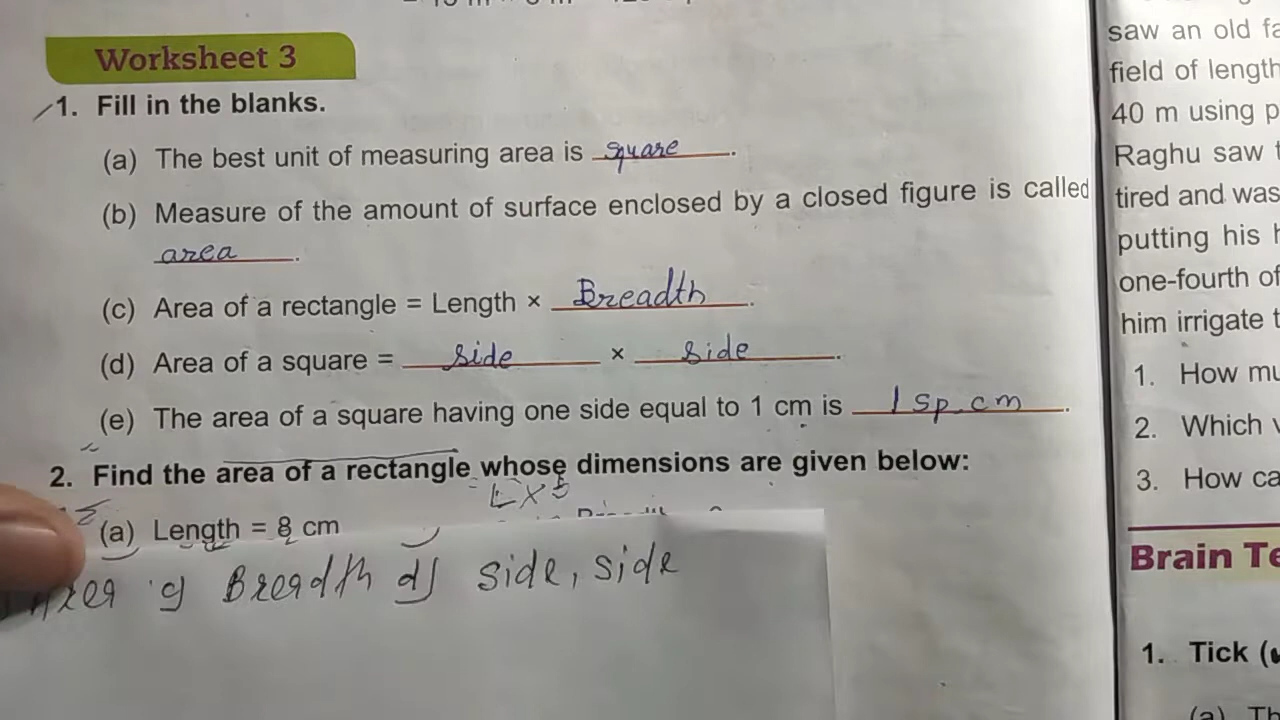 Worksheet 3
1. Fill in the blanks.
(a) The best unit of measuring area is square.
(b) Measure of the amount of surface enclosed by a closed figure is called
area.
(c) Area of a rectangle = Length × Breadth.
(d) Area of a square = side × side.
(e) The area of a square having one side equal to 1 cm is 1 sp. cm.
2. Find the area of a rectangle whose dimensions are given below:
(a) Length = 8 cm
Breadth d) side, side
saw an old
field of length
40 m using
Raghu saw
tired and was
putting his
one-fourth of
him irrigate
1. How
2. Which
3. How
Brain
1. Tick
(a)